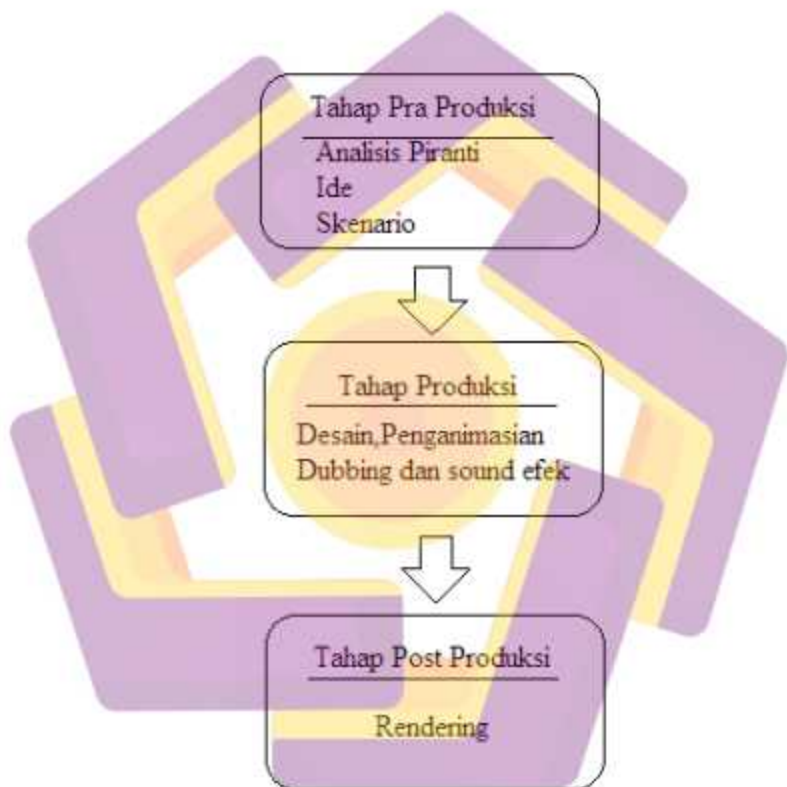 Tahap Pra Produksi
Analisis Piranti
Ide
Skenario
Tahap Produksi
Desain,Penganimasian
Dubbing dan sound efek
Tahap Post Produksi
Rendering